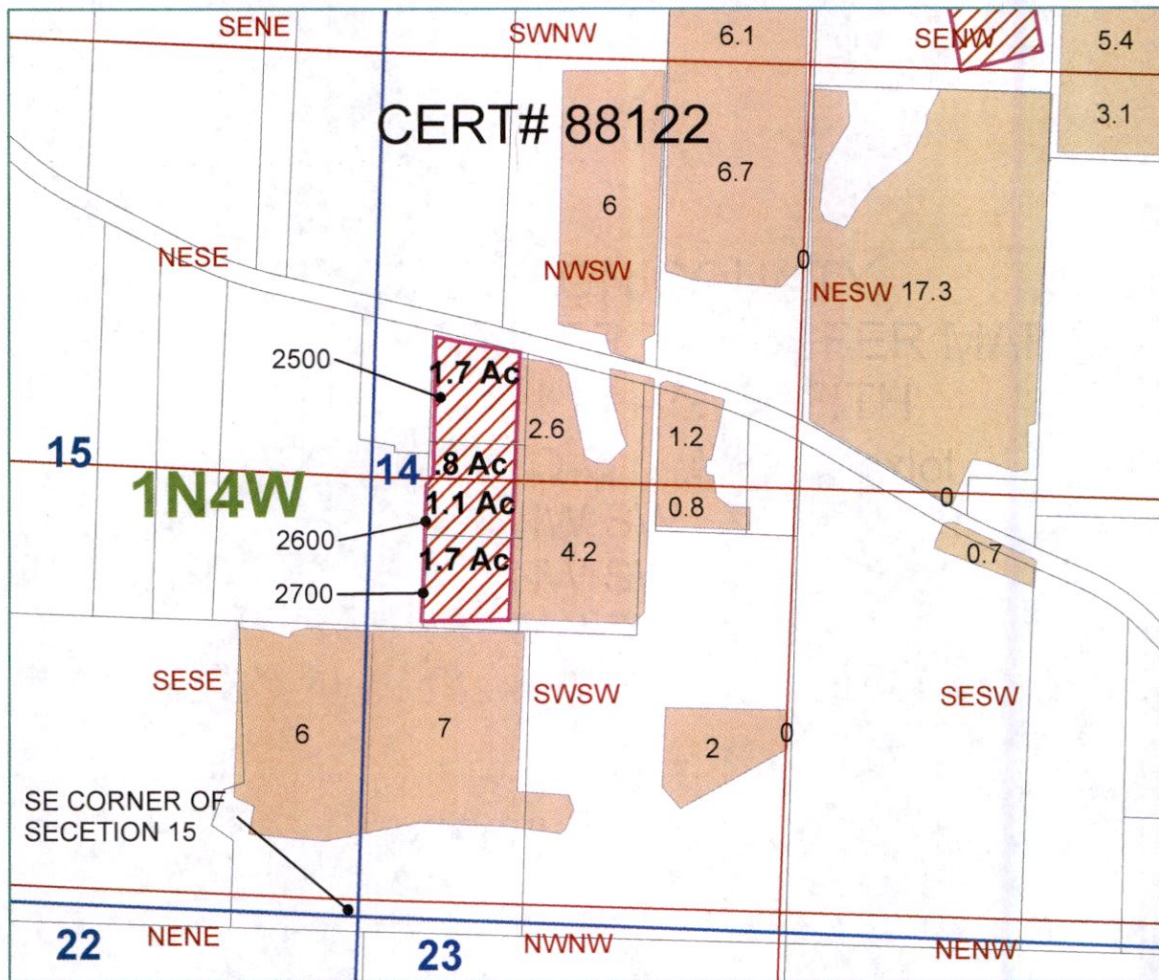 SENE
SWNW
6.1
SENW
5.4
CERT# 88122
3.1
6.7
6
NESE
NWSW
0
NESW 17.3
2500
1.7 Ac
2.6
1.2
15
14
.8 Ac
1N4W
1.1 Ac
0.8
0
2600
1.7 Ac
4.2
0.7
2700
SESE
SWSW
SESW
6
7
2
0
SE CORNER OF
SECETION 15
22
NENE
23
NWNW
NENW